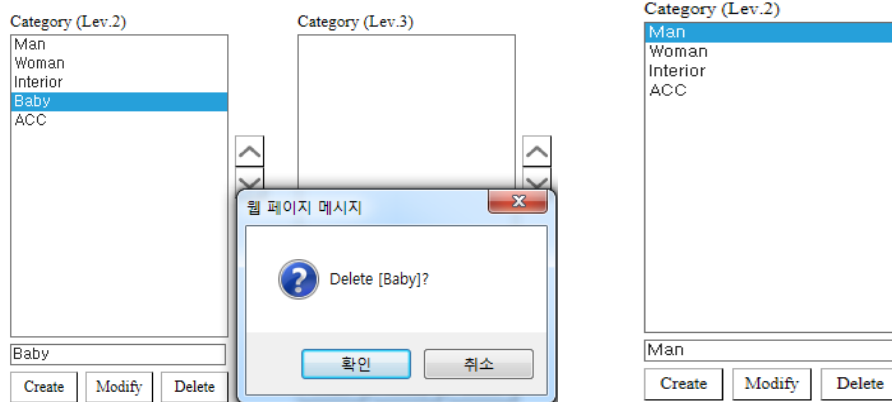 Category (Lev.2)
Man
Woman
Interior
Baby
ACC
Baby
Create Modify Delete
Category (Lev.3)
웹 페이지 메시지
Delete [Baby]?
확인 취소
Category (Lev.2)
Man
Woman
Interior
ACC
Man
Create Modify Delete